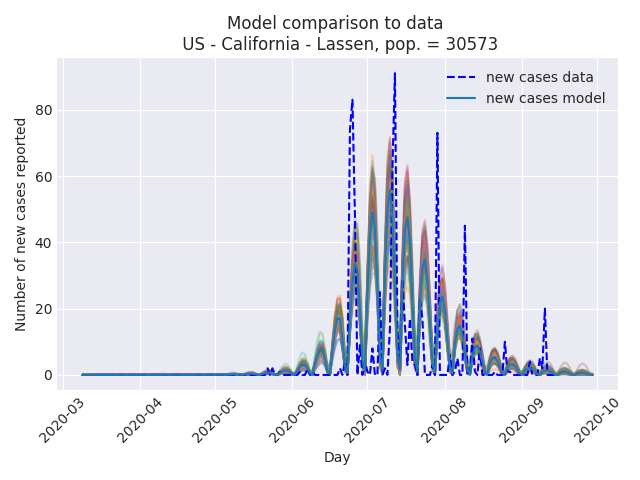 Model comparison to data
US - California - Lassen, pop. = 30573
new cases data
new cases model
Number of new cases reported
80
60
40
20
0
2020-03
2020-04
2020-05
2020-06
2020-07
2020-08
2020-09
2020-10
Day